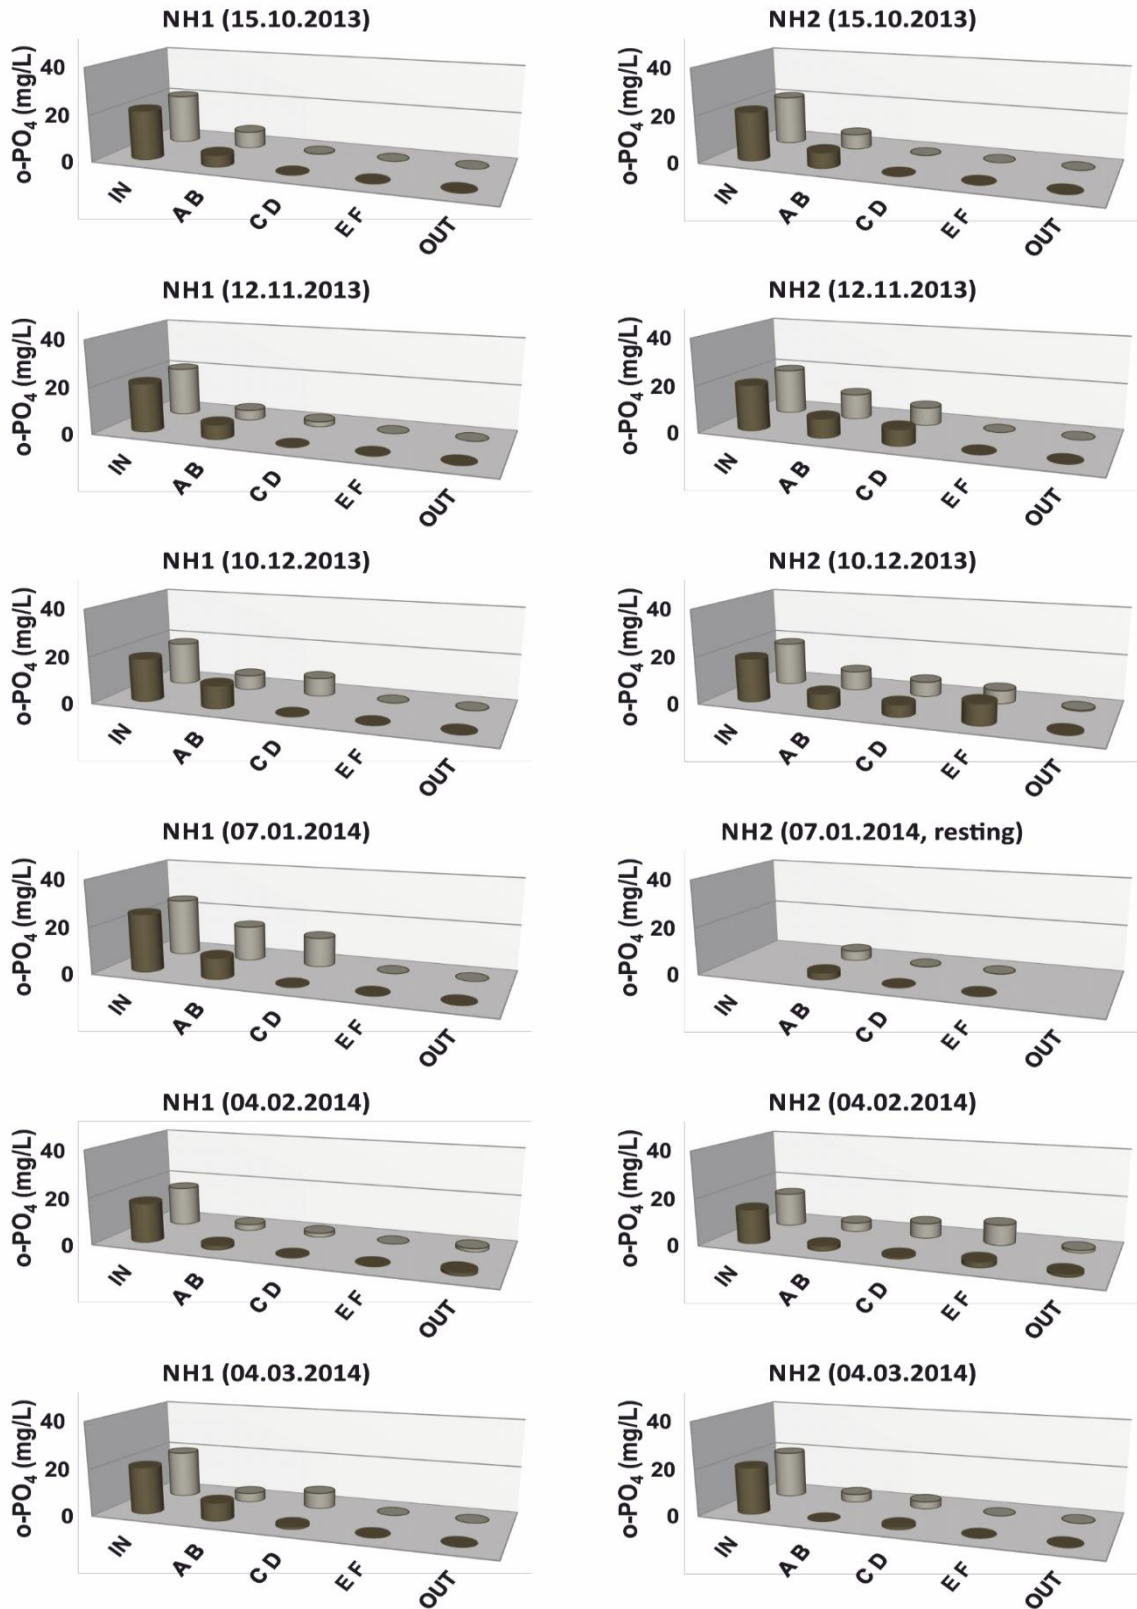 NH1 (15.10.2013)
o-PO₄ (mg/L)
40
20
0
IN
A B
C D
E F
OUT
NH2 (15.10.2013)
o-PO₄ (mg/L)
40
20
0
IN
A B
C D
E F
OUT
NH1 (12.11.2013)
o-PO₄ (mg/L)
40
20
0
IN
A B
C D
E F
OUT
NH2 (12.11.2013)
o-PO₄ (mg/L)
40
20
0
IN
A B
C D
E F
OUT
NH1 (10.12.2013)
o-PO₄ (mg/L)
40
20
0
IN
A B
C D
E F
OUT
NH2 (10.12.2013)
o-PO₄ (mg/L)
40
20
0
IN
A B
C D
E F
OUT
NH1 (07.01.2014)
o-PO₄ (mg/L)
40
20
0
IN
A B
C D
E F
OUT
NH2 (07.01.2014, resting)
o-PO₄ (mg/L)
40
20
0
IN
A B
C D
E F
OUT
NH1 (04.02.2014)
o-PO₄ (mg/L)
40
20
0
IN
A B
C D
E F
OUT
NH2 (04.02.2014)
o-PO₄ (mg/L)
40
20
0
IN
A B
C D
E F
OUT
NH1 (04.03.2014)
o-PO₄ (mg/L)
40
20
0
IN
A B
C D
E F
OUT
NH2 (04.03.2014)
o-PO₄ (mg/L)
40
20
0
IN
A B
C D
E F
OUT